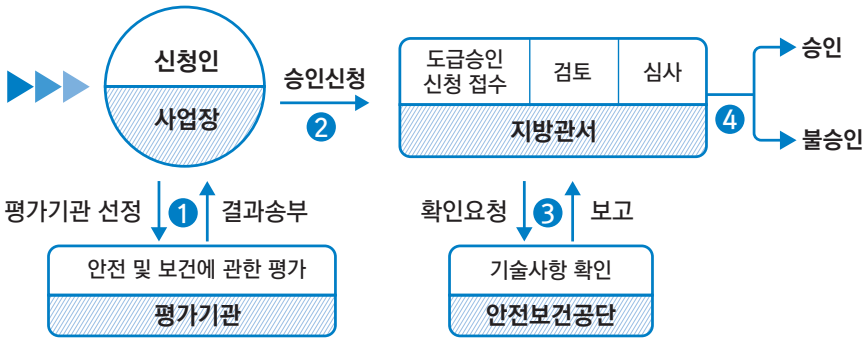 신청인
사업장
승인신청
2
도급승인
신청 접수
검토
심사
지방관서
4
승인
불승인
평가기관 선정
1
결과송부
안전 및 보건에 관한 평가
평가기관
확인요청
3
보고
기술사항 확인
안전보건공단